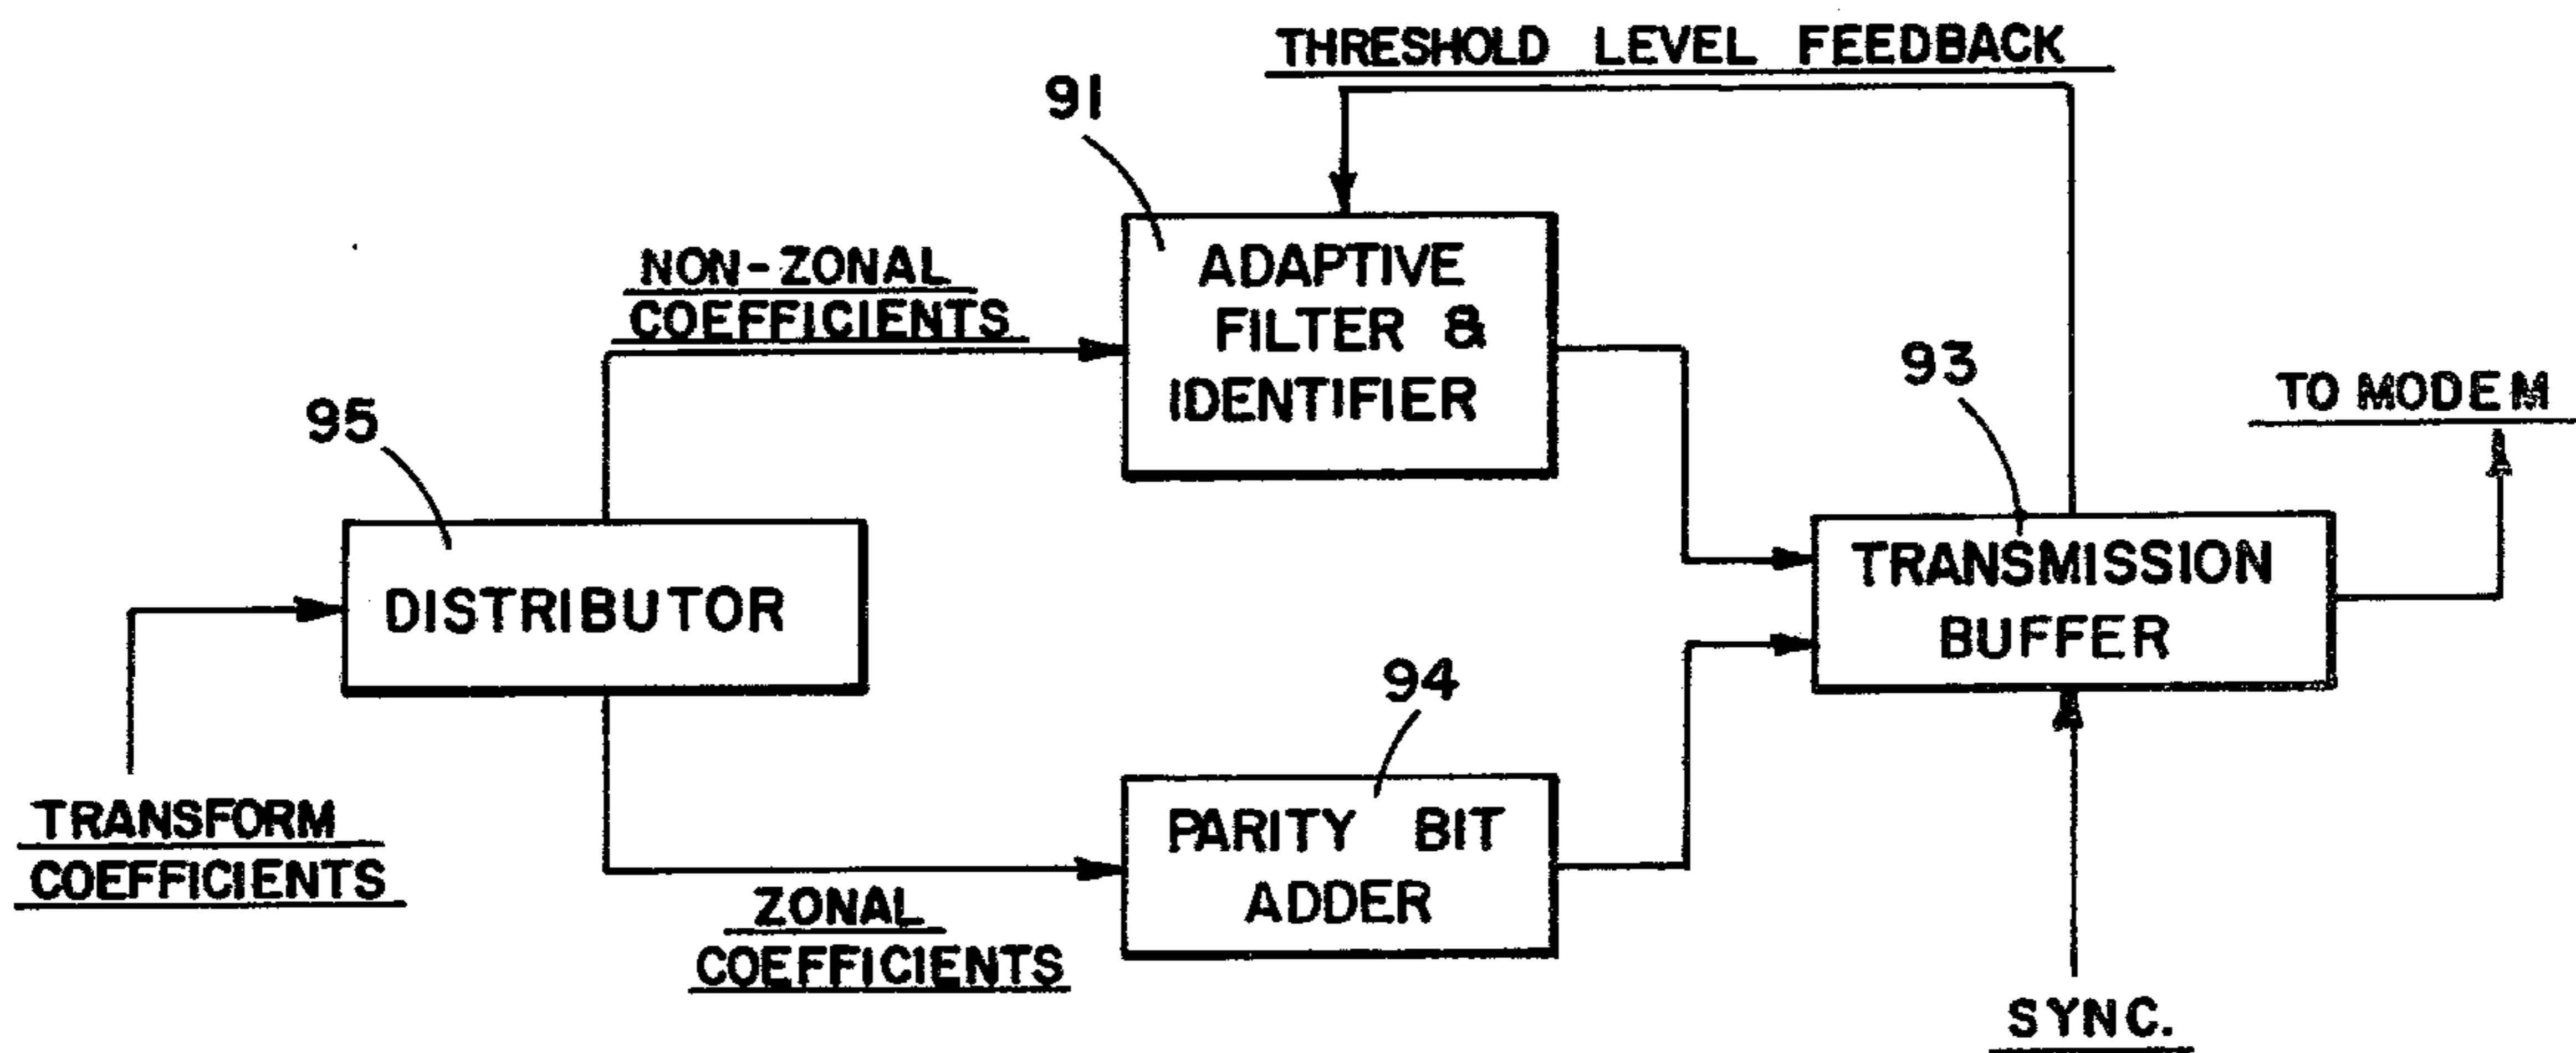 THRESHOLD LEVEL FEEDBACK
91
NON-ZONAL
COEFFICIENTS
ADAPTIVE
FILTER &
IDENTIFIER
93
TO MODEM
95
DISTRIBUTOR
TRANSMISSION
BUFFER
94
TRANSFORM
COEFFICIENTS
ZONAL
COEFFICIENTS
PARITY BIT
ADDER
SYNC.